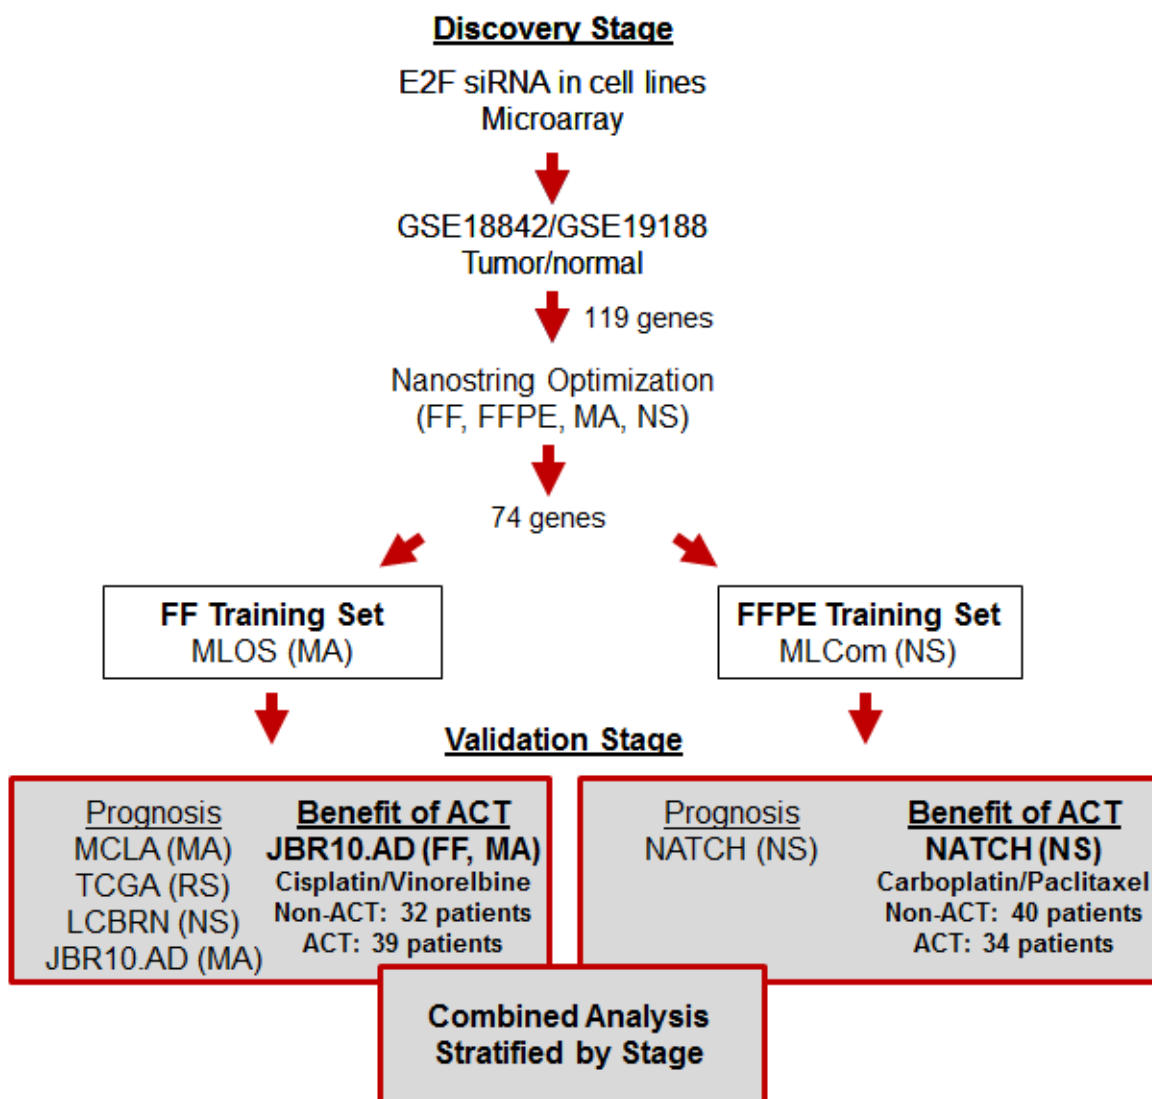 Discovery Stage
E2F siRNA in cell lines
Microarray
GSE18842/GSE19188
Tumor/normal
119 genes
Nanostring Optimization
(FF, FFPE, MA, NS)
74 genes
FF Training Set
MLOS (MA)
FFPE Training Set
MLCom (NS)
Validation Stage
Prognosis
MCLA (MA)
TCGA (RS)
LCBRN (NS)
JBR10.AD (MA)
Benefit of ACT
JBR10.AD (FF, MA)
Cisplatin/Vinorelbine
Non-ACT: 32 patients
ACT: 39 patients
Prognosis
NATCH (NS)
Benefit of ACT
NATCH (NS)
Carboplatin/Paclitaxel
Non-ACT: 40 patients
ACT: 34 patients
Combined Analysis
Stratified by Stage